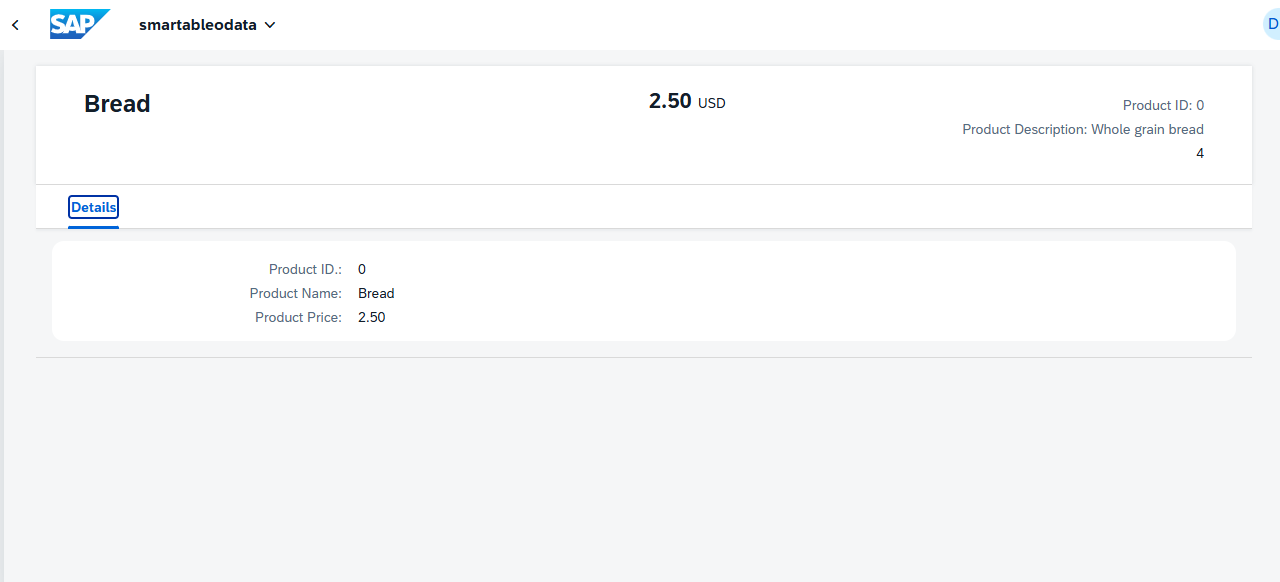 SAP
smartableodata
D
Bread
2.50 USD
Product ID: 0
Product Description: Whole grain bread
4
Details
Product ID.: 0
Product Name: Bread
Product Price: 2.50